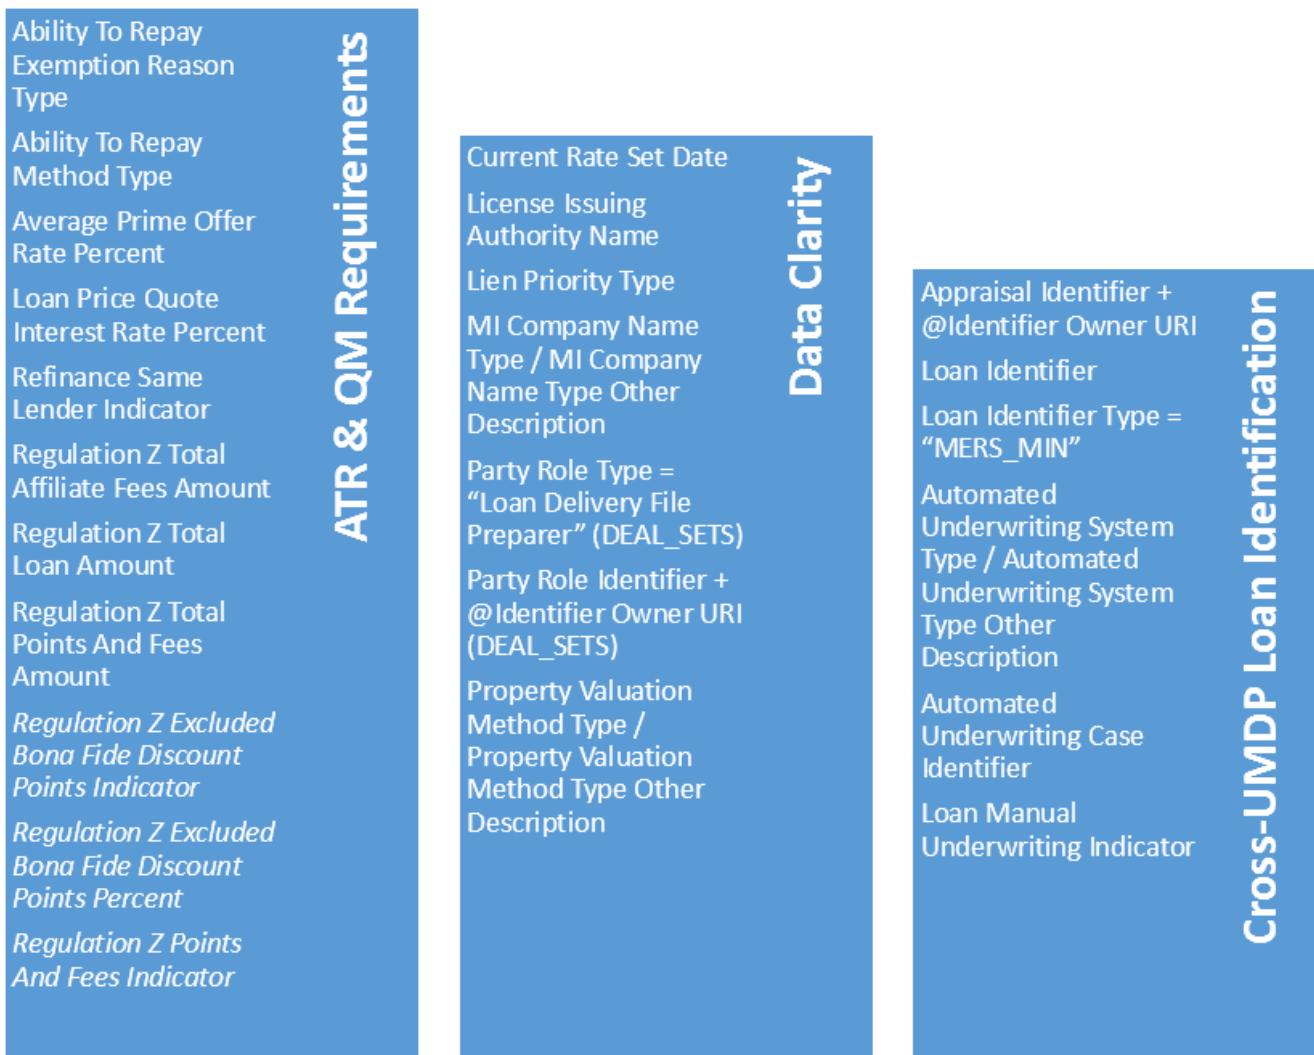 Ability To Repay
Exemption Reason
Type
Ability To Repay
Method Type
Average Prime Offer
Rate Percent
Loan Price Quote
Interest Rate Percent
Refinance Same
Lender Indicator
Regulation Z Total
Affiliate Fees Amount
Regulation Z Total
Loan Amount
Regulation Z Total
Points And Fees
Amount
Regulation Z Excluded
Bona Fide Discount
Points Indicator
Regulation Z Excluded
Bona Fide Discount
Points Percent
Regulation Z Points
And Fees Indicator
ATR & QM Requirements
Current Rate Set Date
License Issuing
Authority Name
Lien Priority Type
MI Company Name
Type / MI Company
Name Type Other
Description
Party Role Type =
“Loan Delivery File
Preparer” (DEAL_SETS)
Party Role Identifier +
@Identifier Owner URI
(DEAL_SETS)
Property Valuation
Method Type /
Property Valuation
Method Type Other
Description
Data Clarity
Appraisal Identifier +
@Identifier Owner URI
Loan Identifier
Loan Identifier Type =
“MERS_MIN”
Automated
Underwriting System
Type / Automated
Underwriting System
Type Other
Description
Automated
Underwriting Case
Identifier
Loan Manual
Underwriting Indicator
Cross-UMDP Loan Identification